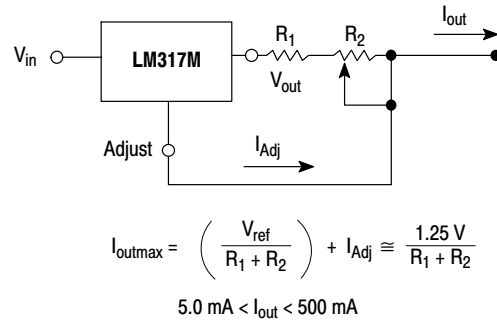 I_out
R_1 R_2
V_in LM317M
V_out
Adjust I_Adj
I_outmax = ( V_ref / R_1 + R_2 ) + I_Adj ≅ 1.25 V / R_1 + R_2
5.0 mA < I_out < 500 mA